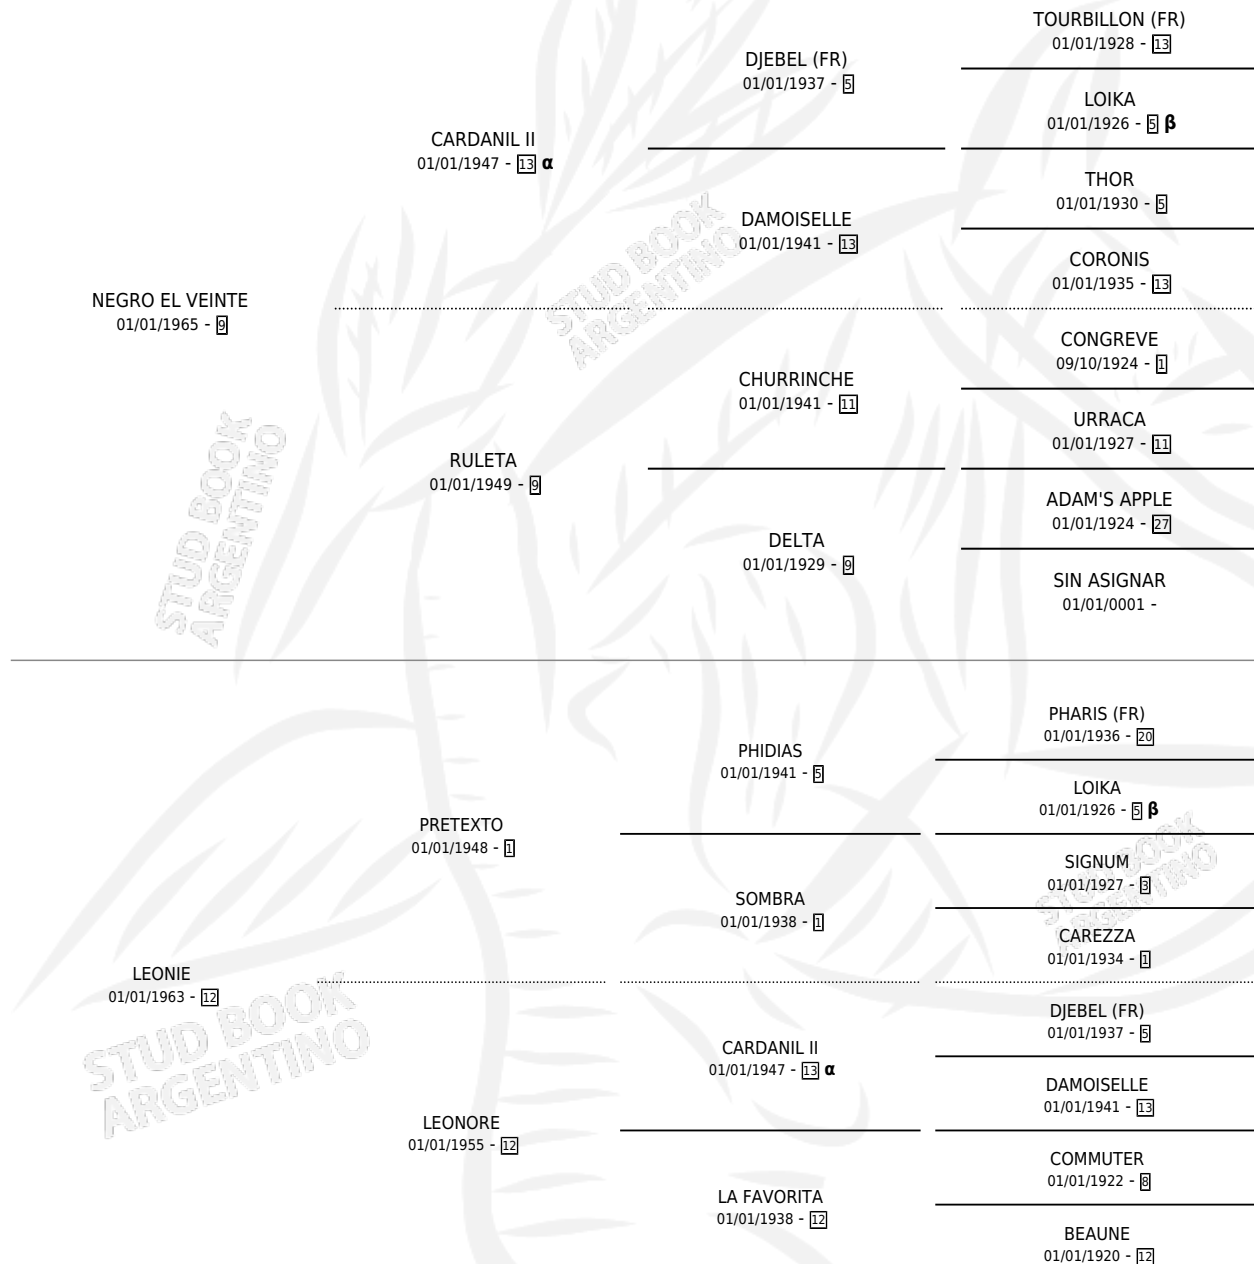 TOURBILLON (FR)
01/01/1928 - 13
DJEBEL (FR)
01/01/1937 - 5
LOIKA
01/01/1926 - 5 β
CARDANIL II
01/01/1947 - 13 α
THOR
01/01/1930 - 5
DAMOISELLE
01/01/1941 - 13
CORONIS
01/01/1935 - 13
NEGRO EL VEINTE
01/01/1965 - 9
CONGREVE
09/10/1924 - 1
CHURRINCHE
01/01/1941 - 11
URRACA
01/01/1927 - 11
RULETA
01/01/1949 - 9
ADAM'S APPLE
01/01/1924 - 27
DELTA
01/01/1929 - 9
SIN ASIGNAR
01/01/0001 -
PHARIS (FR)
01/01/1936 - 20
PHIDIAS
01/01/1941 - 5
LOIKA
01/01/1926 - 5 β
PRETEXTO
01/01/1948 - 1
SIGNUM
01/01/1927 - 3
SOMBRA
01/01/1938 - 1
CAREZZA
01/01/1934 - 1
LEONIE
01/01/1963 - 12
DJEBEL (FR)
01/01/1937 - 5
CARDANIL II
01/01/1947 - 13 α
DAMOISELLE
01/01/1941 - 13
LEONORE
01/01/1955 - 12
COMMUTER
01/01/1922 - 8
LA FAVORITA
01/01/1938 - 12
BEAUNE
01/01/1920 - 12
STUD BOOK
ARGENTINO
STUD BOOK
ARGENTINO
STUD BOOK
ARGENTINO
STUD BOOK
ARGENTINO